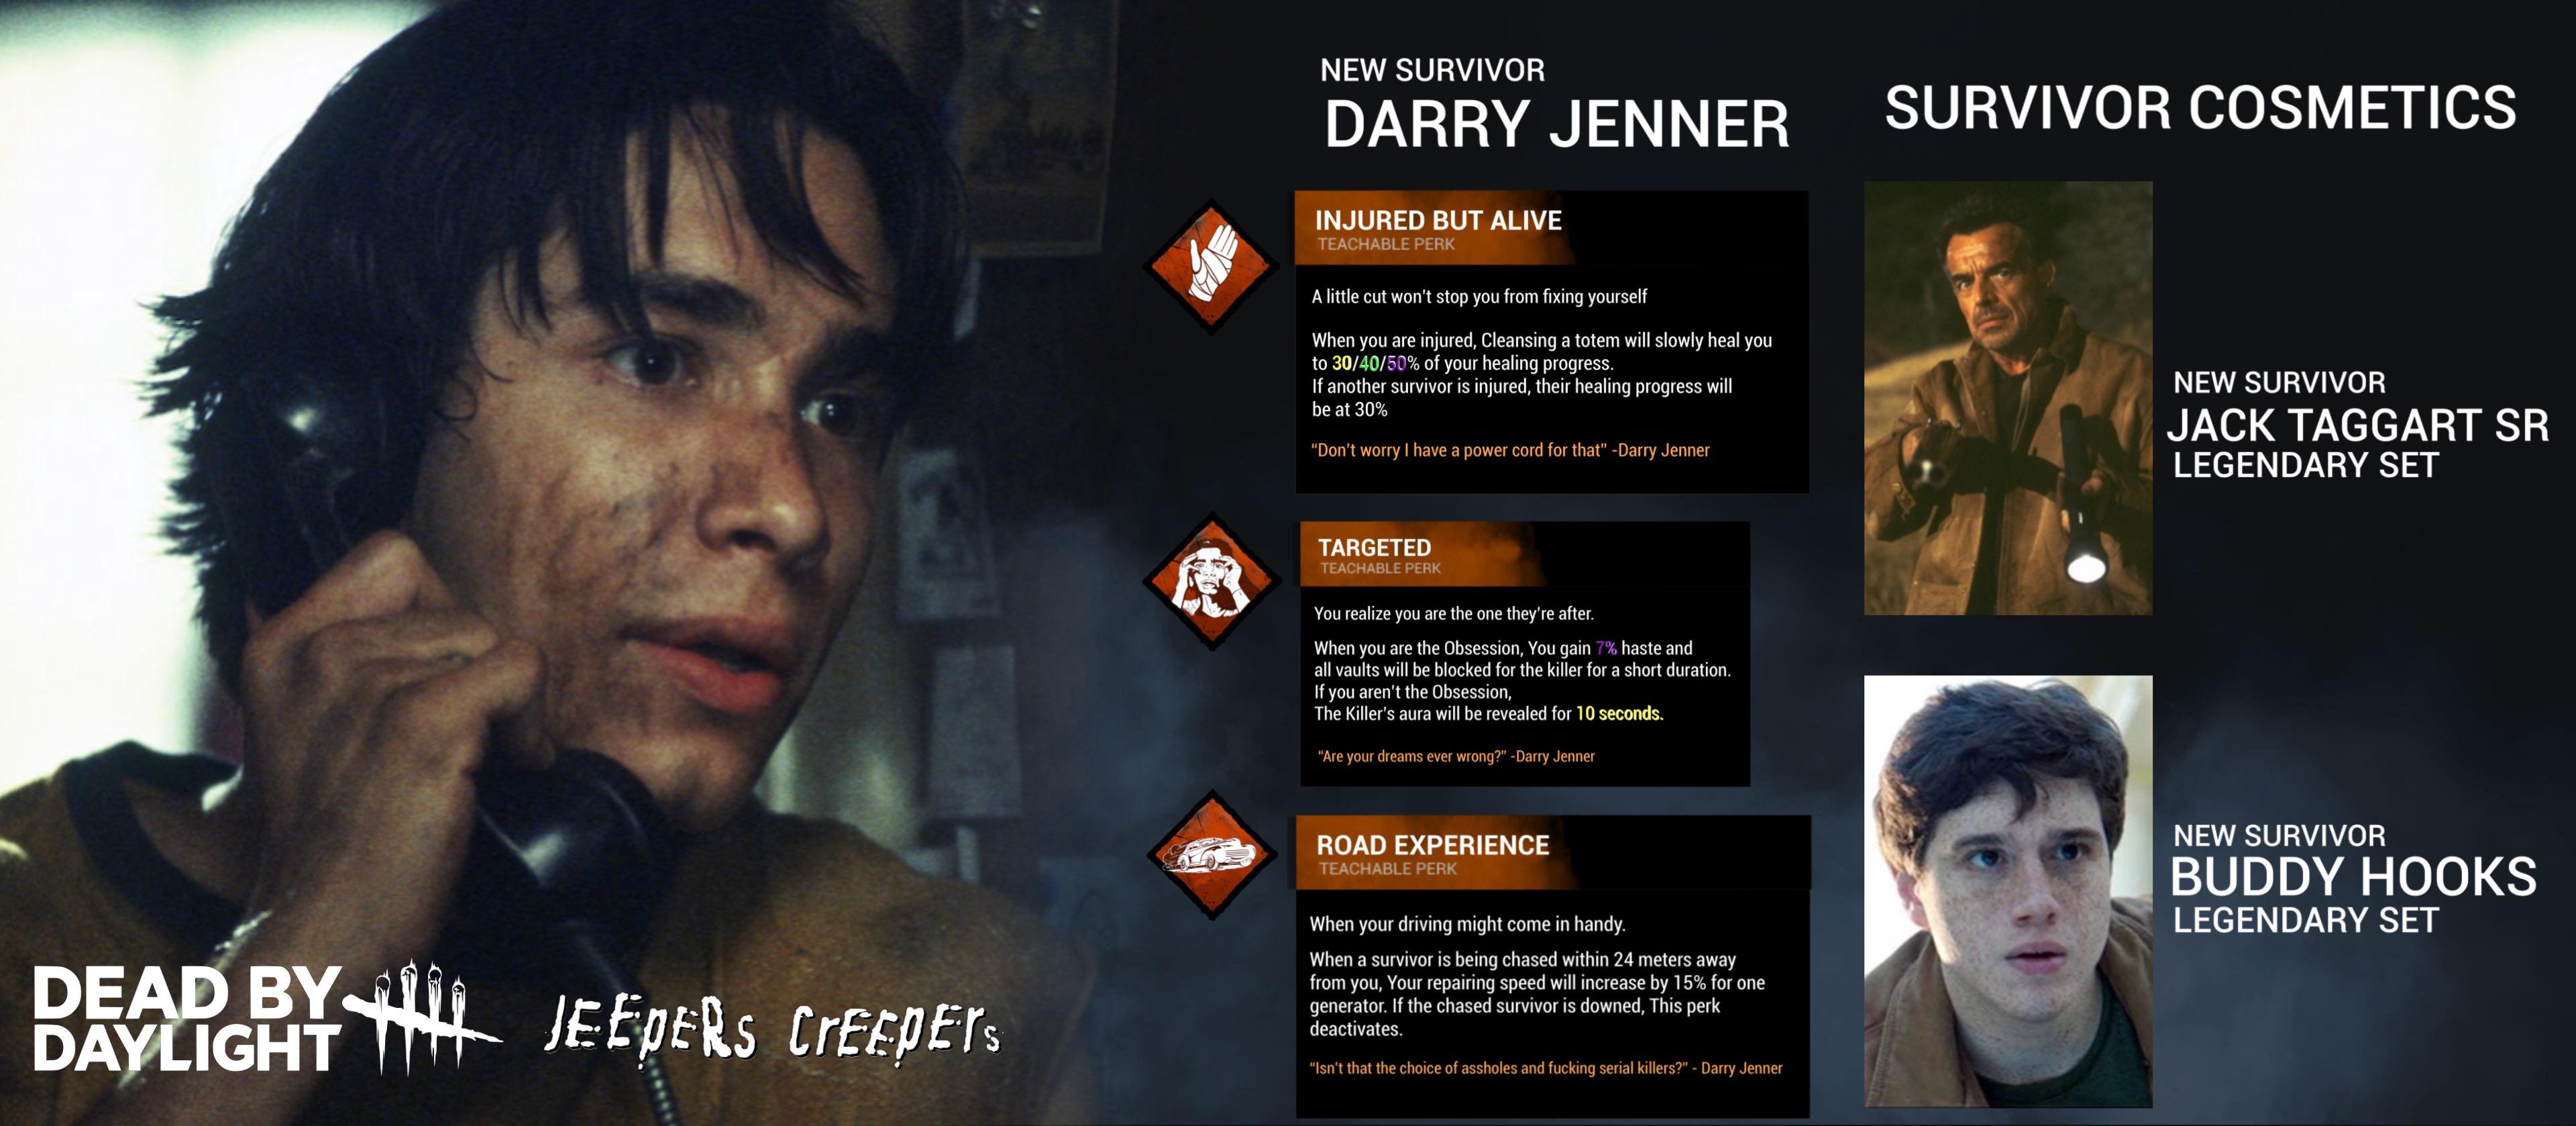 NEW SURVIVOR
DARRY JENNER
INJURED BUT ALIVE
TEACHABLE PERK
A little cut won't stop you from fixing yourself
When you are injured, Cleansing a totem will slowly heal you
to 30/40/50% of your healing progress.
If another survivor is injured, their healing progress will
be at 30%
“Don't worry I have a power cord for that” -Darry Jenner
TARGETED
TEACHABLE PERK
You realize you are the one they're after.
When you are the Obsession, You gain 7% haste and
all vaults will be blocked for the killer for a short duration.
If you aren't the Obsession,
The Killer's aura will be revealed for 10 seconds.
“Are your dreams ever wrong?” -Darry Jenner
ROAD EXPERIENCE
TEACHABLE PERK
When your driving might come in handy.
When a survivor is being chased within 24 meters away
from you, Your repairing speed will increase by 15% for one
generator. If the chased survivor is downed, This perk
deactivates.
“Isn't that the choice of assholes and fucking serial killers?” - Darry Jenner
SURVIVOR COSMETICS
NEW SURVIVOR
JACK TAGGART SR
LEGENDARY SET
NEW SURVIVOR
BUDDY HOOKS
LEGENDARY SET
DEAD BY
DAYLIGHT
JEEPERS CREEPERS